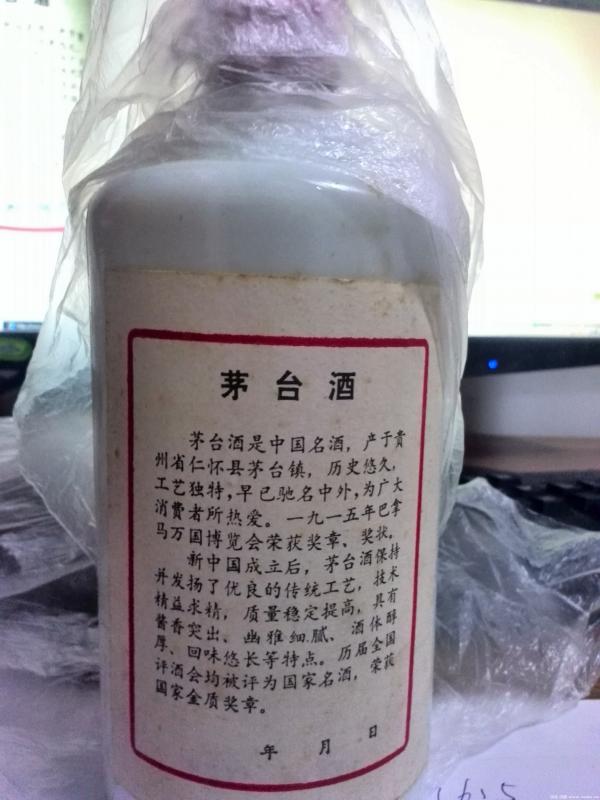 茅台酒
茅台酒是中国名酒，产于贵
州省仁怀县茅台镇，历史悠久，
工艺独特，早已驰名中外，为广大
消费者所热爱。一九一五年巴拿
马万国博览会荣获奖章、奖状。
新中国成立后，茅台酒保持
并发扬了优良的传统工艺，技术
精益求精，质量稳定提高，具有
酱香突出、幽雅细腻、酒体醇
厚、回味悠长等特点。历届全国
评酒会均被评为国家名酒，荣获
国家金质奖章。
年 月 日